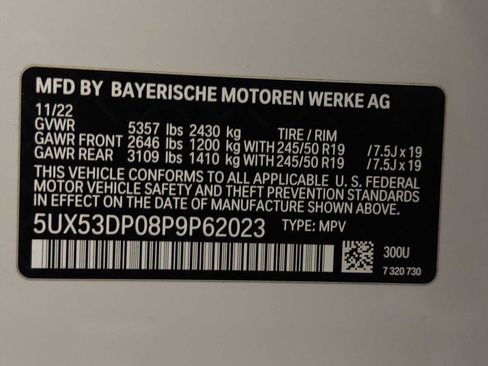 MFD BY BAYERISCHE MOTOREN WERKE AG
11/22
GVWR 5357 lbs 2430 kg TIRE / RIM
GAWR FRONT 2646 lbs 1200 kg WITH 245/50 R19 / 7.5J x 19
GAWR REAR 3109 lbs 1410 kg WITH 245/50 R19 / 7.5J x 19
THIS VEHICLE CONFORMS TO ALL APPLICABLE U. S. FEDERAL
MOTOR VEHICLE SAFETY AND THEFT PREVENTION STANDARDS
IN EFFECT ON THE DATE OF MANUFACTURE SHOWN ABOVE.
5UX53DP08P9P62023 TYPE: MPV
300U
7 320 730